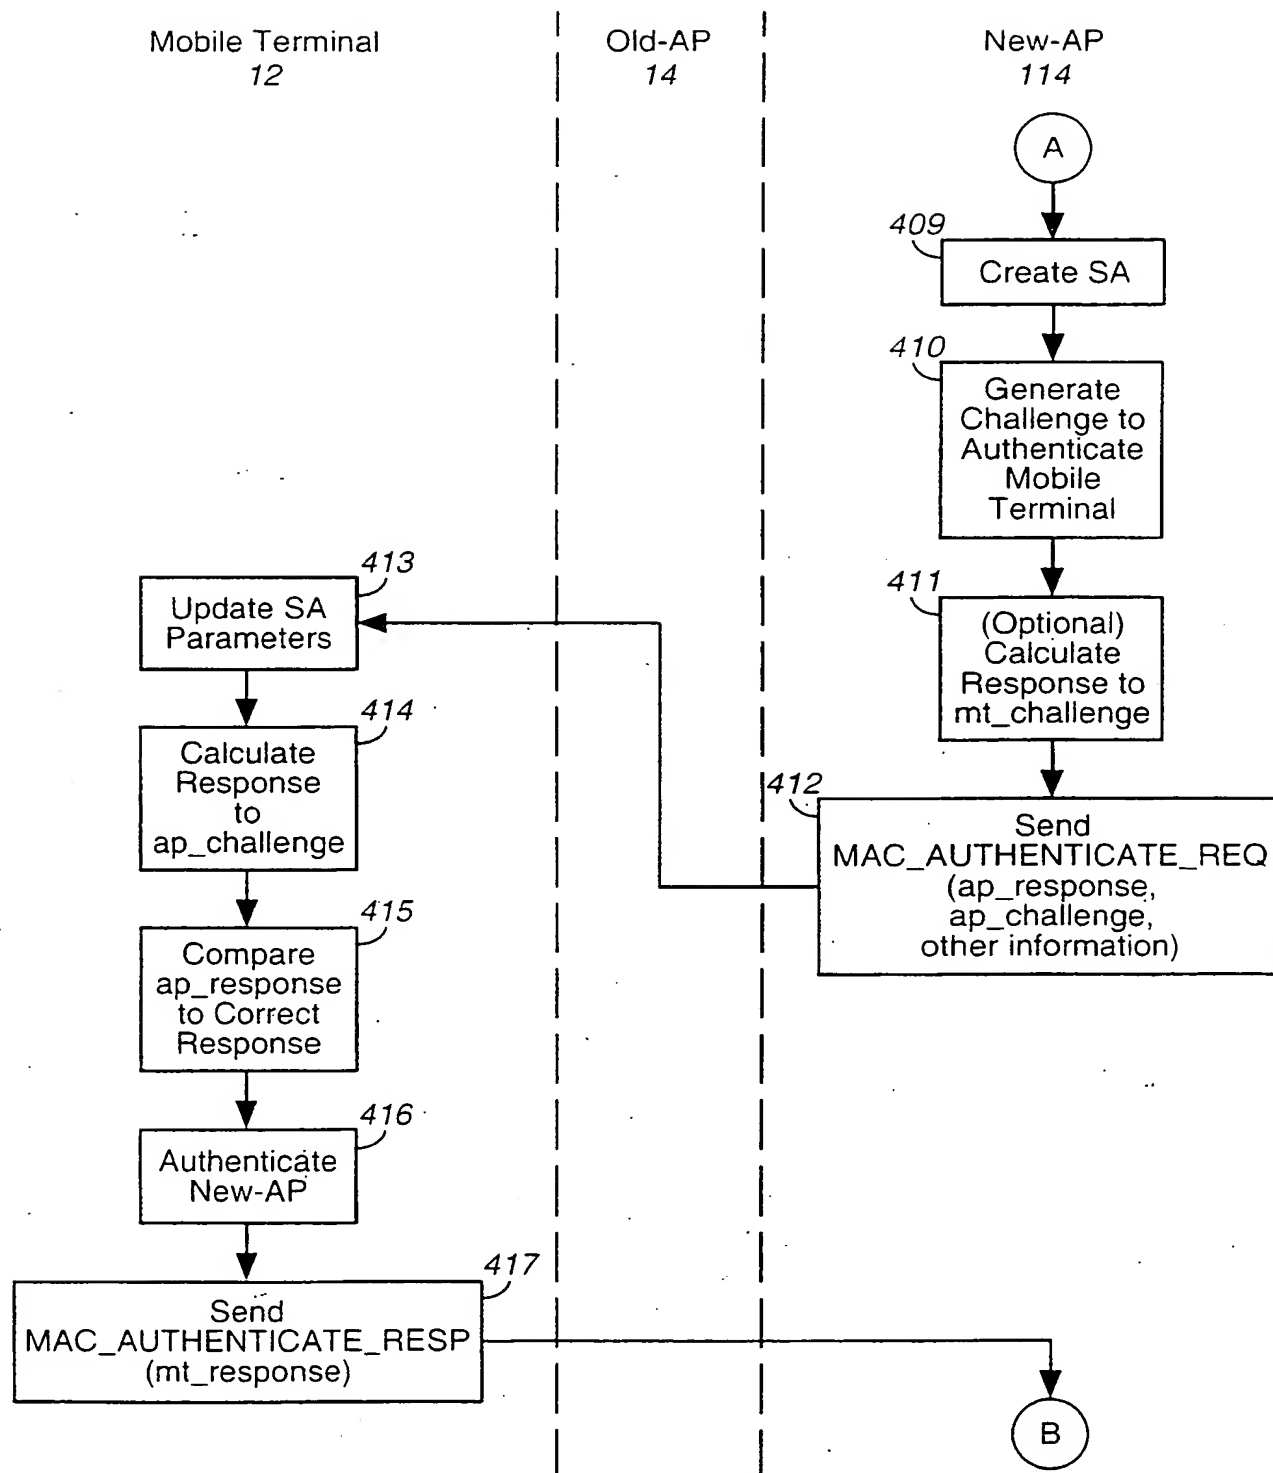 Mobile Terminal
12
Old-AP
14
New-AP
114
A
409
Create SA
410
Generate
Challenge to
Authenticate
Mobile
Terminal
411
(Optional)
Calculate
Response to
mt_challenge
412
Send
MAC_AUTHENTICATE_REQ
(ap_response,
ap_challenge,
other information)
413
Update SA
Parameters
414
Calculate
Response
to
ap_challenge
415
Compare
ap_response
to Correct
Response
416
Authenticate
New-AP
417
Send
MAC_AUTHENTICATE_RESP
(mt_response)
B